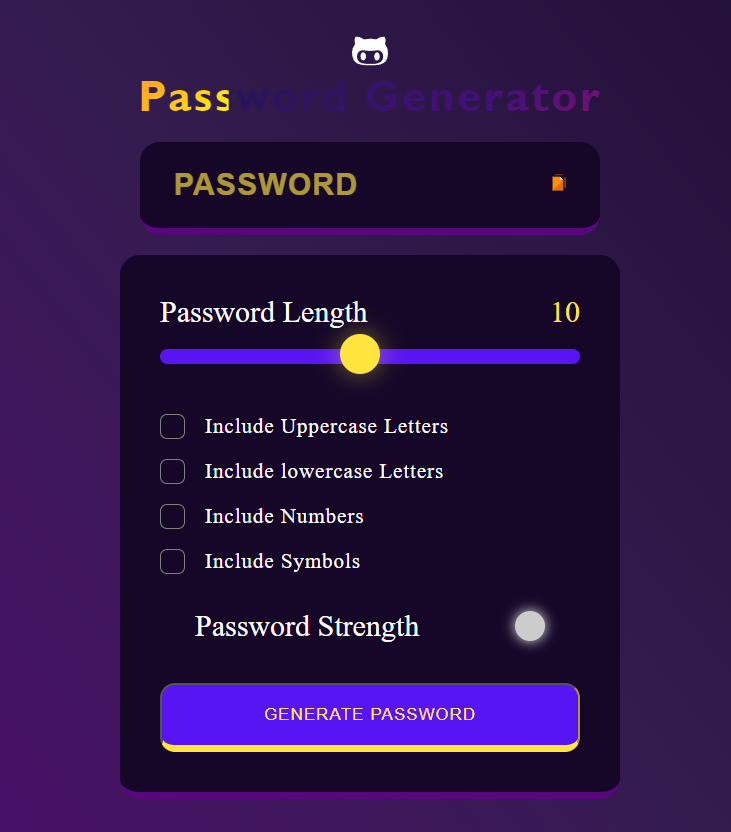 Password Generator
PASSWORD
Password Length 10
Include Uppercase Letters
Include lowercase Letters
Include Numbers
Include Symbols
Password Strength
GENERATE PASSWORD